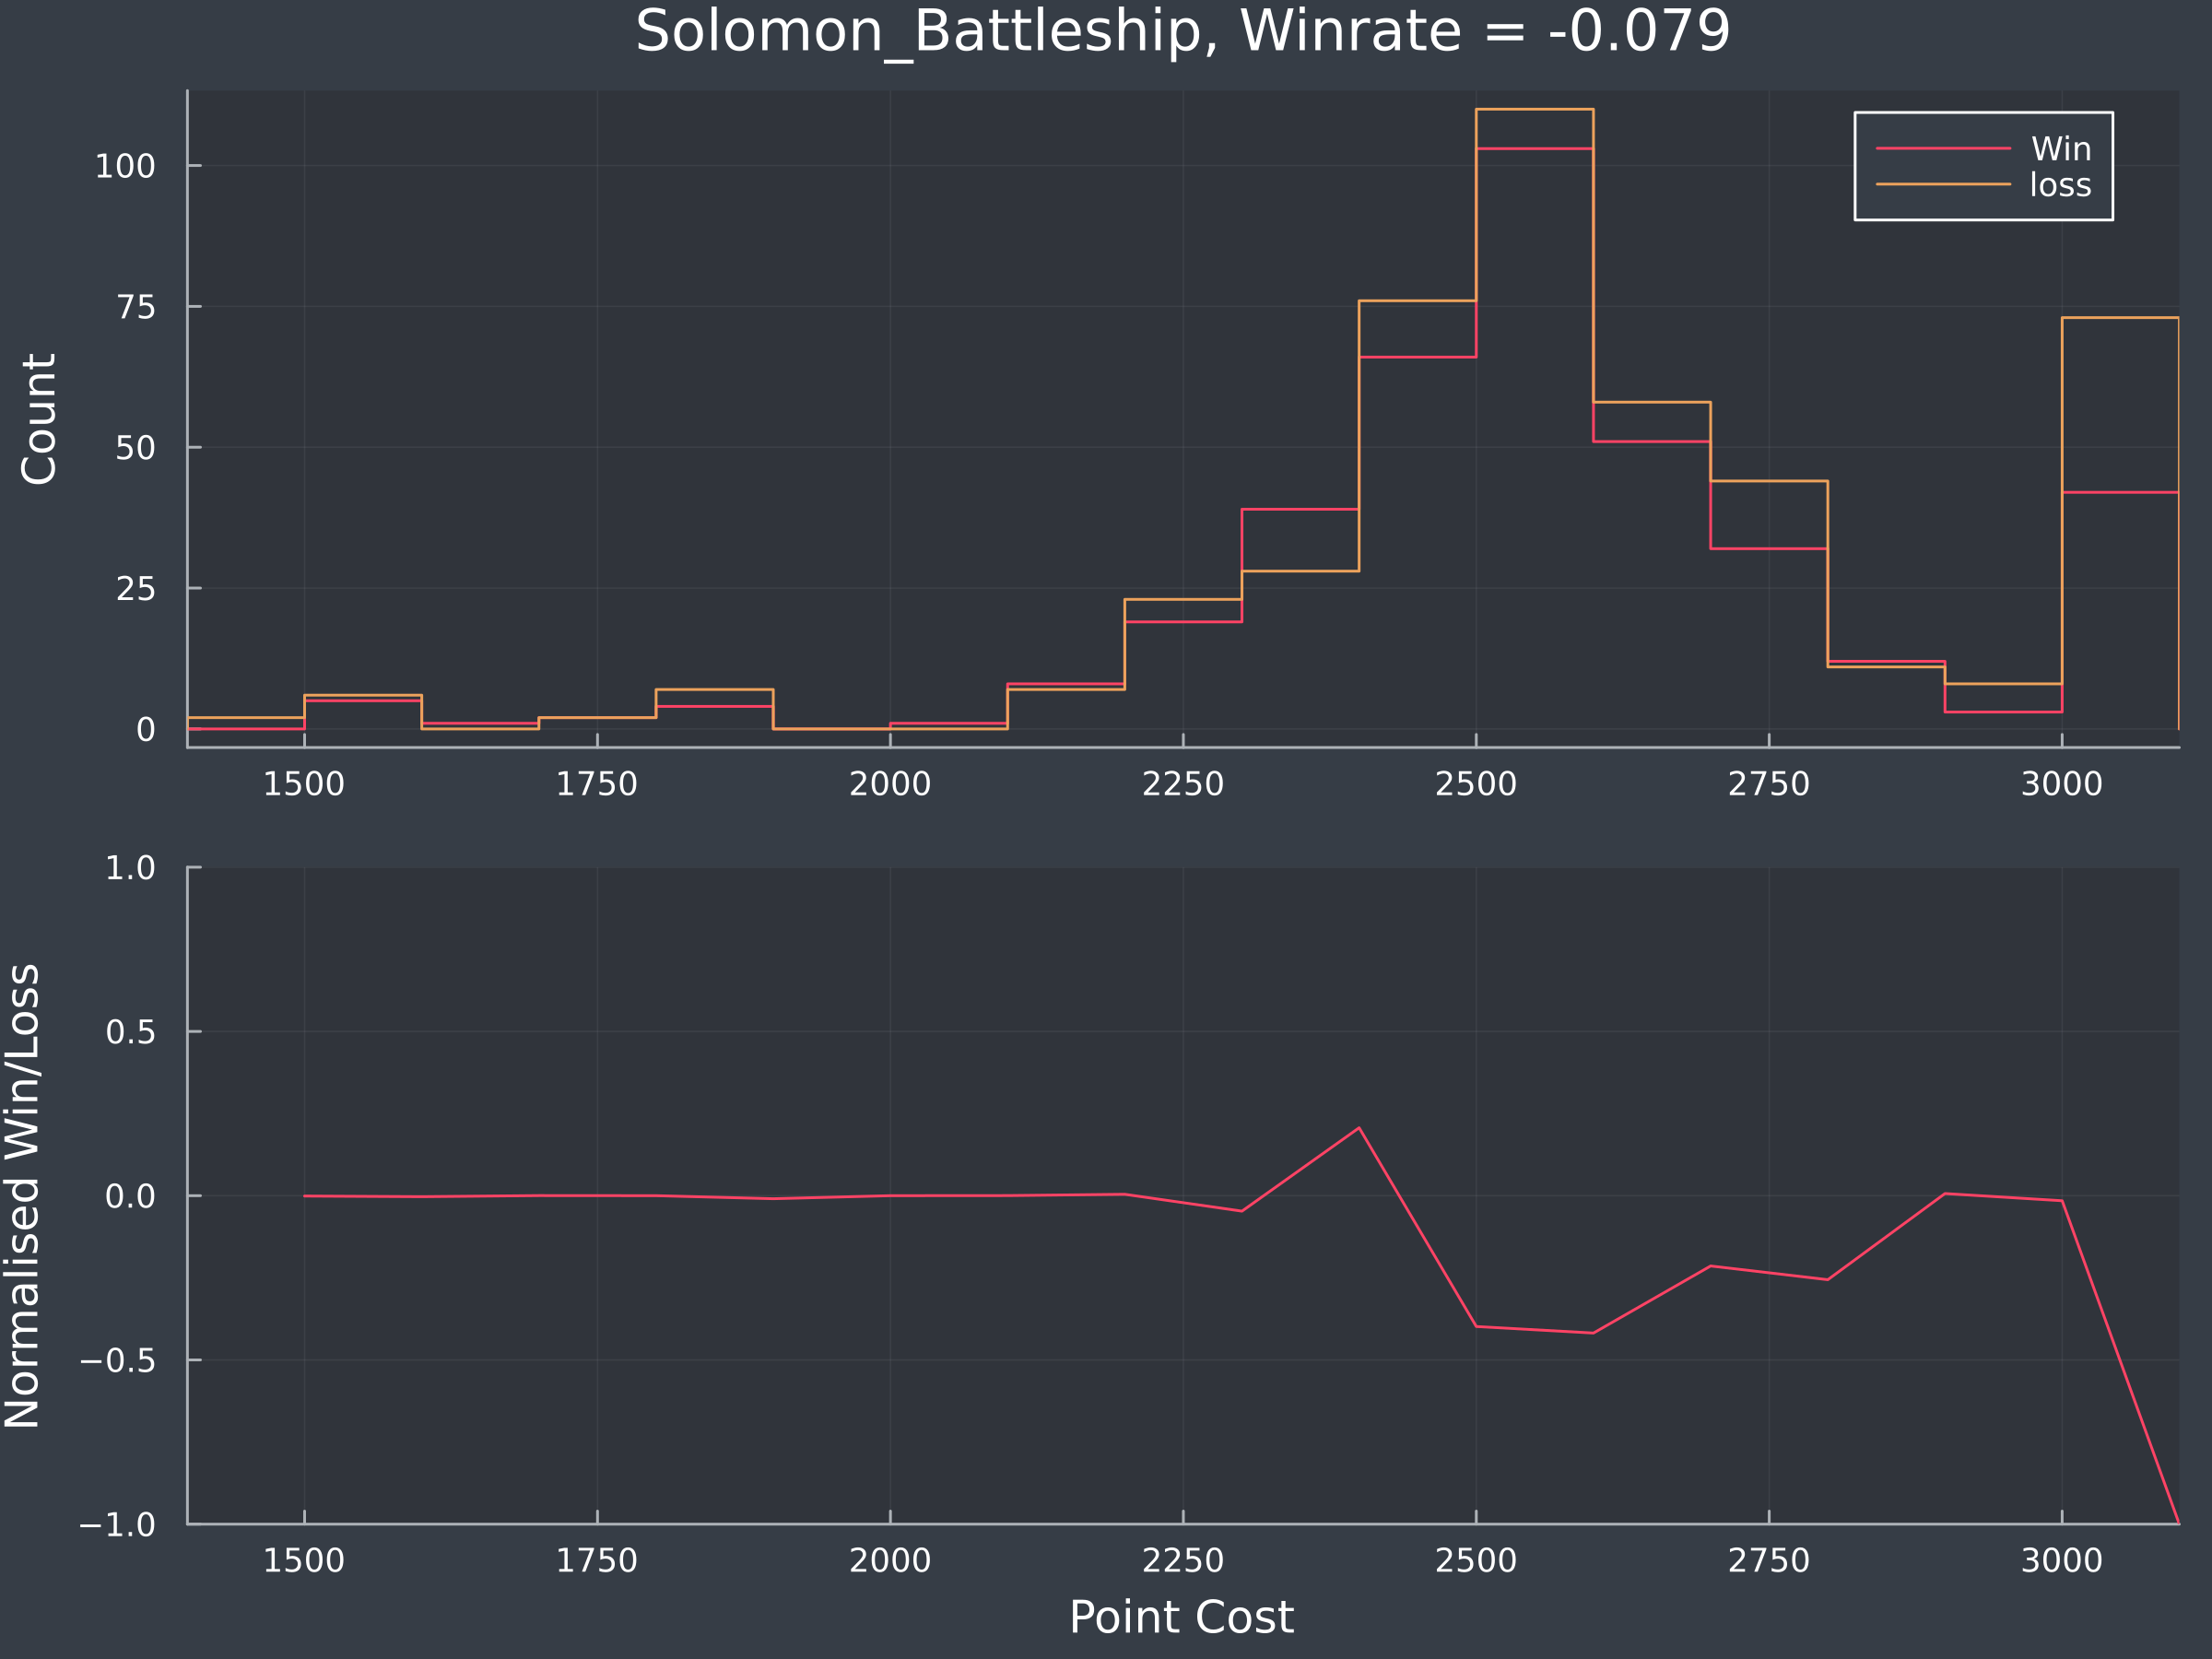 Solomon_Battleship, Winrate = -0.079
Win
loss
Count
100
75
50
25
0
1500 1750 2000 2250 2500 2750 3000
Normalised Win/Loss
1.0
0.5
0.0
−0.5
−1.0
1500 1750 2000 2250 2500 2750 3000
Point Cost